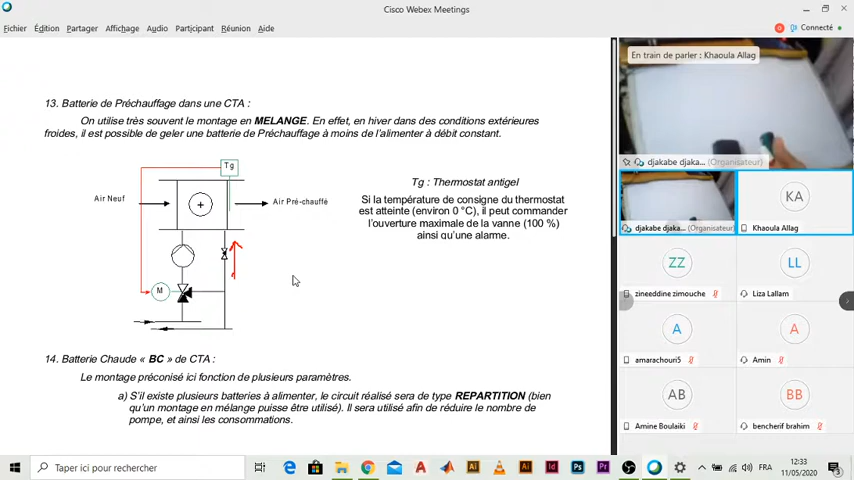 Cisco Webex Meetings
Fichier Édition Partager Affichage Audio Participant Réunion Aide
Connecté
13. Batterie de Préchauffage dans une CTA :
On utilise très souvent le montage en MELANGE. En effet, en hiver dans des conditions extérieures
froides, il est possible de geler une batterie de Préchauffage à moins de l'alimenter à débit constant.
Tg
Air Neuf
+
Air Pré-chauffé
M
Tg : Thermostat antigel
Si la température de consigne du thermostat
est atteinte (environ 0 °C), il peut commander
l'ouverture maximale de la vanne (100 %)
ainsi qu'une alarme.
14. Batterie Chaude « BC » de CTA :
Le montage préconisé ici fonction de plusieurs paramètres.
a) S'il existe plusieurs batteries à alimenter, le circuit réalisé sera de type REPARTITION (bien
qu'un montage en mélange puisse être utilisé). Il sera utilisé afin de réduire le nombre de
pompe, et ainsi les consommations.
En train de parler : Khaoula Allag
djakabe djaka... (Organisateur)
djakabe djaka... (Organisateur)
KA
Khaoula Allag
ZZ
zineeddine zimouche
LL
Liza Lallam
A
amarachouri5
A
Amin
AB
Amine Boulaiki
BB
bencherif brahim
Taper ici pour rechercher
Ai
Ai
Id
Ps
Pr
FRA
12:33
11/05/2020